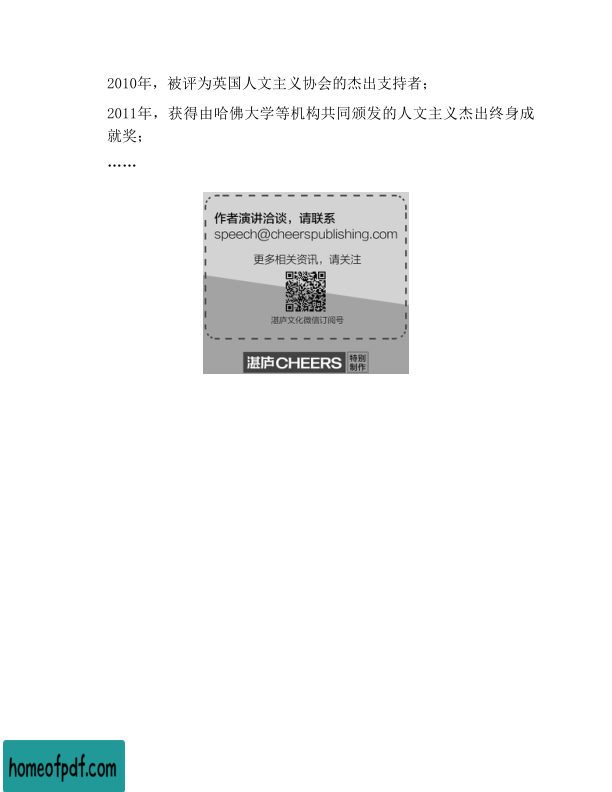 2010年，被评为英国人文主义协会的杰出支持者；
2011年，获得由哈佛大学等机构共同颁发的人文主义杰出终身成
就奖；
……
作者演讲洽谈，请联系
speech@cheerspublishing.com
更多相关资讯，请关注
湛庐文化微信订阅号
湛庐CHEERS 特别
制作
homeofpdf.com